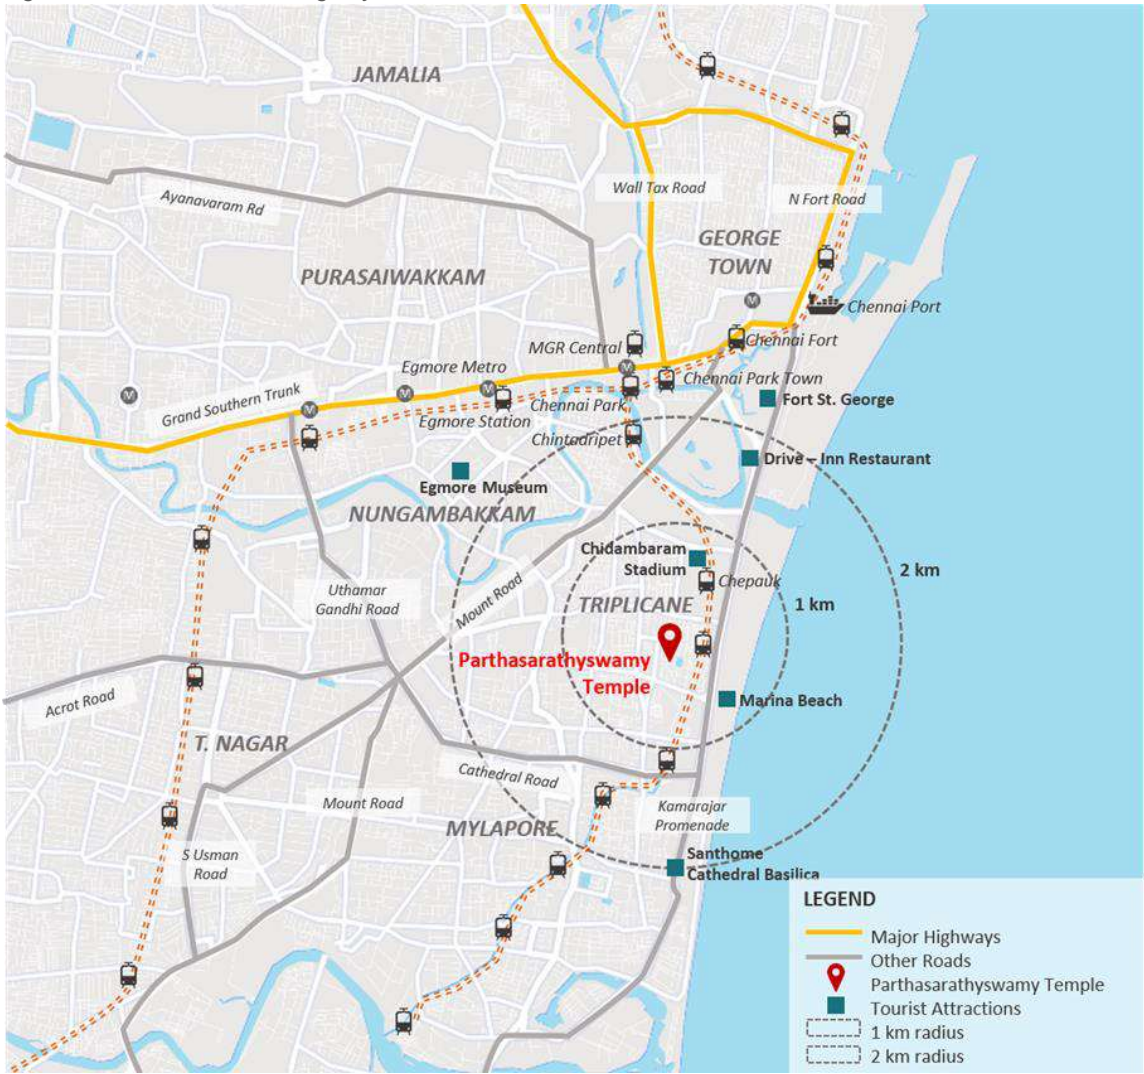 JAMALIA
Ayanavaram Rd
Wall Tax Road
N Fort Road
GEORGE
TOWN
PURASAIWAKKAM
Chennai Port
MGR Central
Chennai Fort
Egmore Metro
Chennai Park Town
Grand Southern Trunk
Chennai Park
Fort St. George
Egmore Station
Chintadripet
Drive – Inn Restaurant
Egmore Museum
NUNGAMBAKKAM
Chidambaram
Stadium
2 km
Chepauk
Uthamar
Gandhi Road
Mount Road
TRIPLICANE
1 km
Parthasarathyswamy
Temple
Acrot Road
Marina Beach
T. NAGAR
Cathedral Road
Mount Road
Kamarajar
Promenade
MYLAPORE
S Usman
Road
Santhome
Cathedral Basilica
LEGEND
Major Highways
Other Roads
Parthasarathyswamy Temple
Tourist Attractions
1 km radius
2 km radius
M
M
M
M
M
M